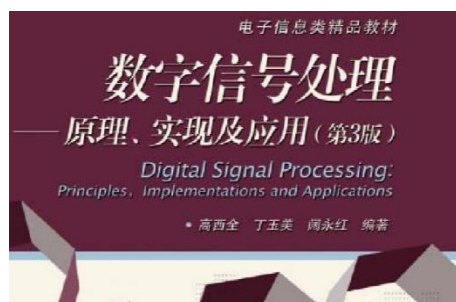 电子信息类精品教材
数字信号处理
——原理、实现及应用（第3版）
Digital Signal Processing:
Principles, Implementations and Applications
• 高西全 丁玉美 阔永红 编著